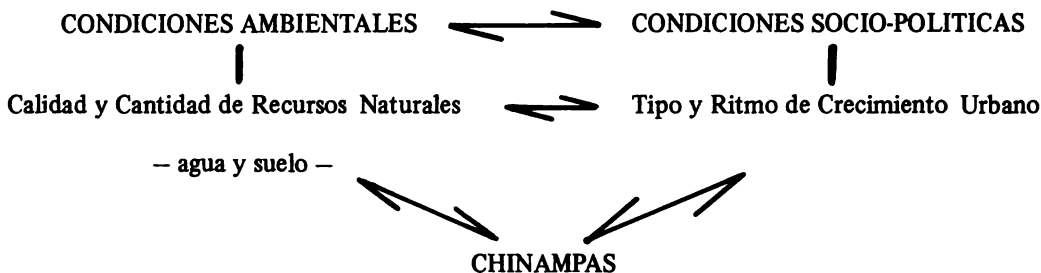 CONDICIONES AMBIENTALES
CONDICIONES SOCIO-POLITICAS
Calidad y Cantidad de Recursos Naturales
Tipo y Ritmo de Crecimiento Urbano
– agua y suelo –
CHINAMPAS